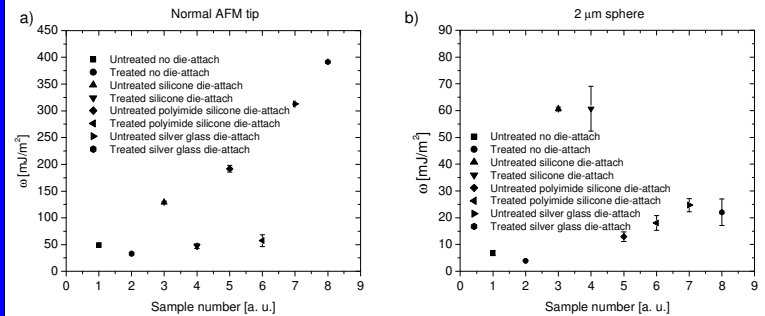 a)
Normal AFM tip
450
400
350
300
250
200
150
100
50
0
ω [mJ/m²]
Untreated no die-attach
Treated no die-attach
Untreated silicone die-attach
Treated silicone die-attach
Untreated polyimide silicone die-attach
Treated polyimide silicone die-attach
Untreated silver glass die-attach
Treated silver glass die-attach
0 1 2 3 4 5 6 7 8 9
Sample number [a. u.]
b)
2 µm sphere
90
80
70
60
50
40
30
20
10
0
ω [mJ/m²]
Untreated no die-attach
Treated no die-attach
Untreated silicone die-attach
Treated silicone die-attach
Untreated polyimide silicone die-attach
Treated polyimide silicone die-attach
Untreated silver glass die-attach
Treated silver glass die-attach
0 1 2 3 4 5 6 7 8 9
Sample number [a. u.]